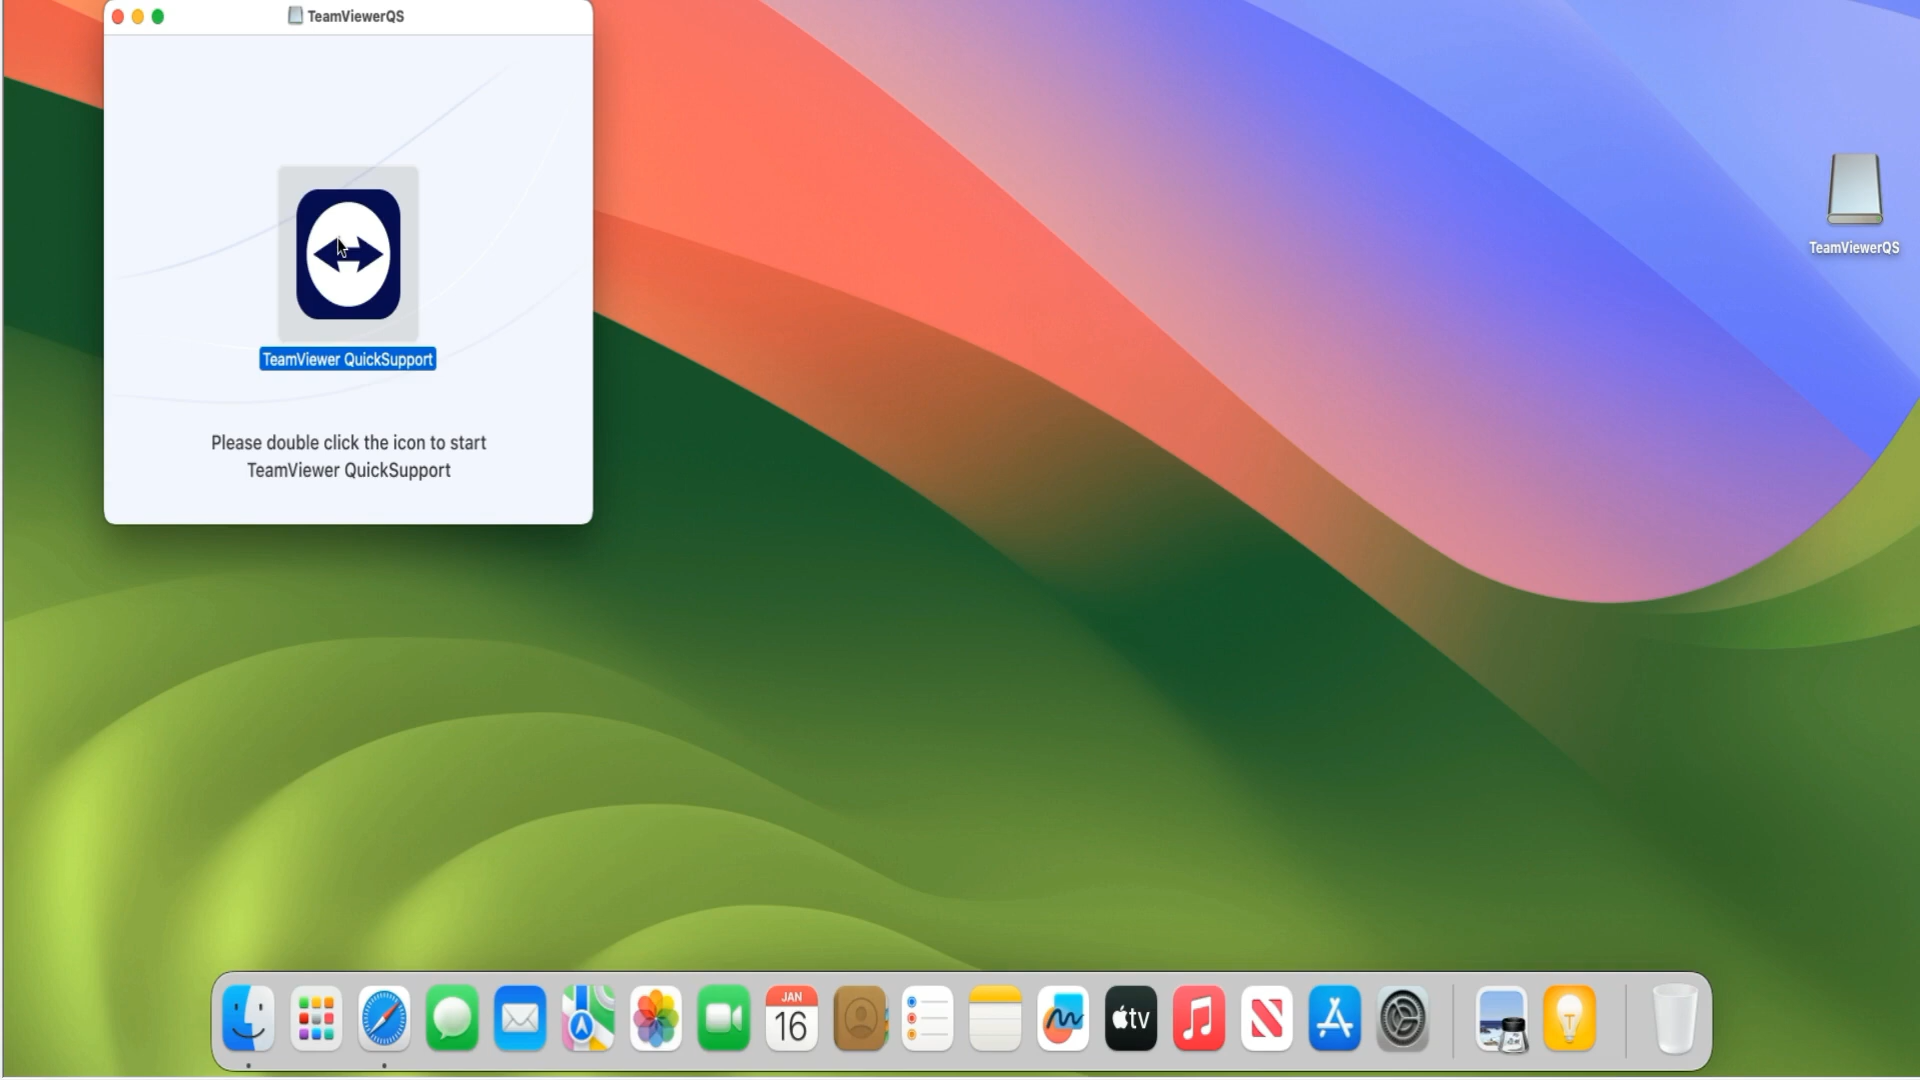 TeamViewerQS
TeamViewer QuickSupport
Please double click the icon to start
TeamViewer QuickSupport
TeamViewerQS
JAN
16
tv